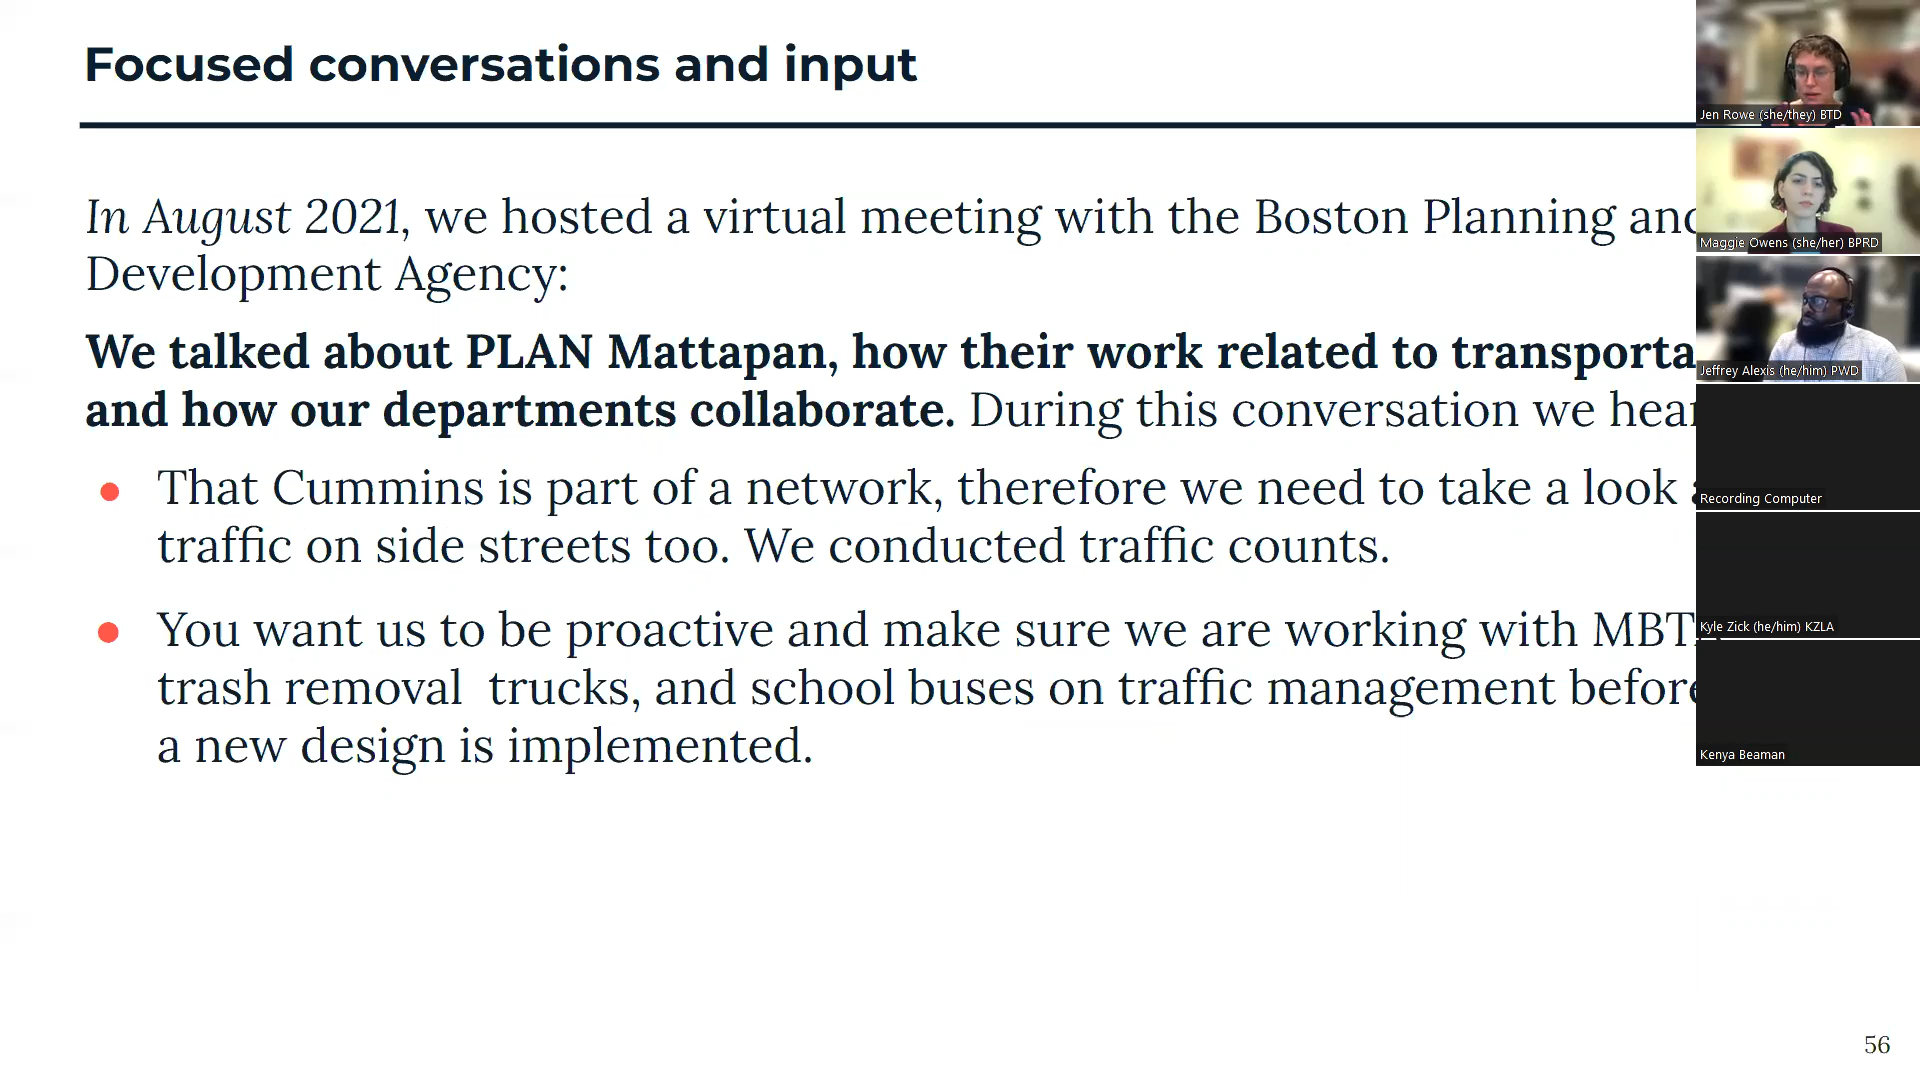 Focused conversations and input
In August 2021, we hosted a virtual meeting with the Boston Planning and
Development Agency:
We talked about PLAN Mattapan, how their work related to
and how our departments collaborate. During this conversation we
That Cummins is part of a network, therefore we need to take a look
traffic on side streets too. We conducted traffic counts.
You want us to be proactive and make sure we are working with
trash removal trucks, and school buses on traffic management before
a new design is implemented.
56
Jen Rowe (she/they) BTD
Maggie Owens (she/her) BPRD
Jeffrey Alexis (he/him) PWD
Recording Computer
Kyle Zick (he/him) KZLA
Kenya Beaman